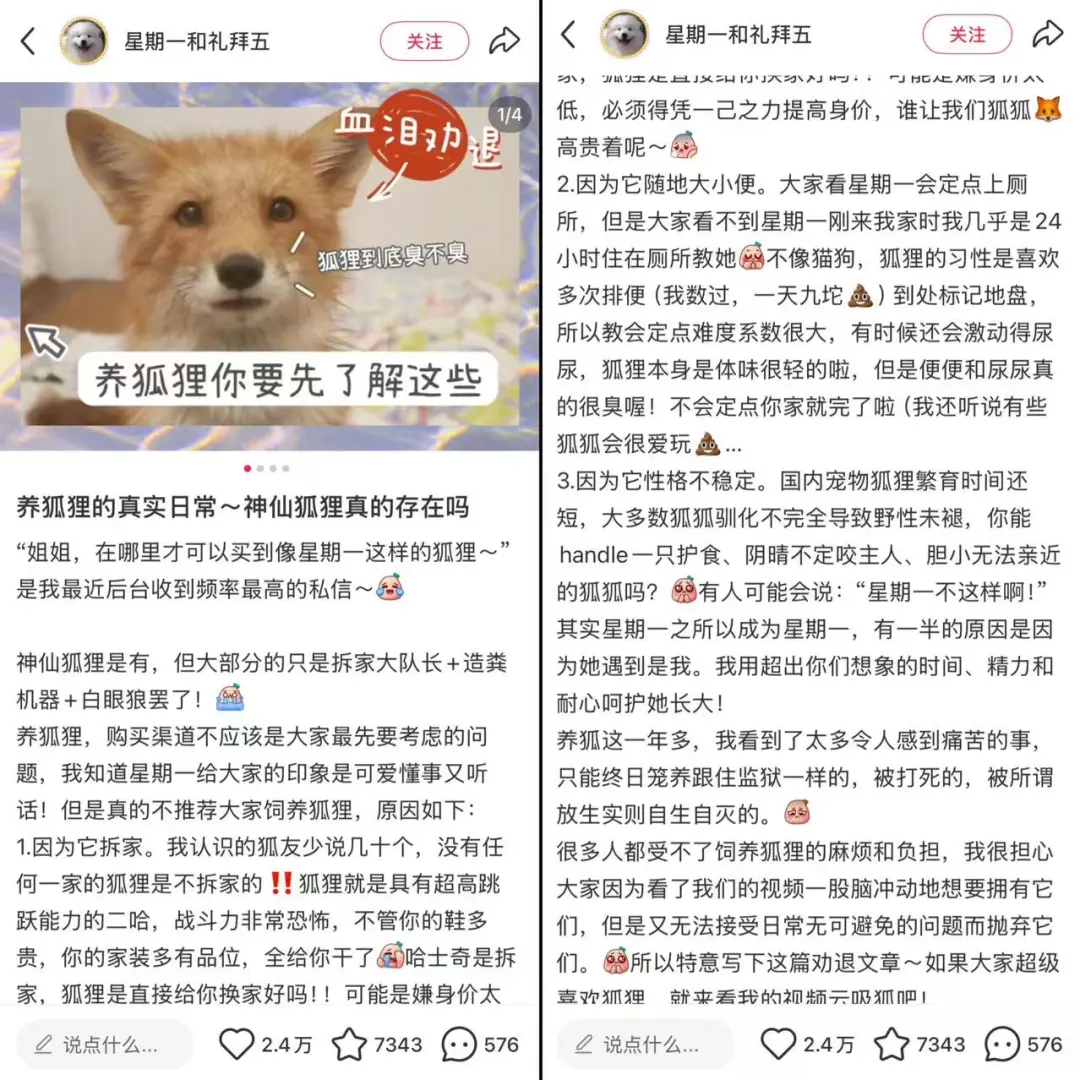 星期一和礼拜五
关注
1/4
血泪劝退
狐狸到底臭不臭
养狐狸你要先了解这些
养狐狸的真实日常～神仙狐狸真的存在吗
“姐姐，在哪里才可以买到像星期一这样的狐狸～”
是我最近后台收到频率最高的私信～
神仙狐狸是有，但大部分的只是拆家大队长+造粪
机器+白眼狼罢了！
养狐狸，购买渠道不应该是大家最先要考虑的问
题，我知道星期一给大家的印象是可爱懂事又听
话！但是真的不推荐大家饲养狐狸，原因如下：
1.因为它拆家。我认识的狐友少说几十个，没有任
何一家的狐狸是不拆家的‼️狐狸就是具有超高跳
跃能力的二哈，战斗力非常恐怖，不管你的鞋多
贵，你的家装多有品位，全给你干了哈士奇是拆
家，狐狸是直接给你换家好吗！！可能是嫌身价太
说点什么...
2.4万
7343
576
星期一和礼拜五
关注
家，狐狸是直接给你换家好吗！！可能是嫌身价太
低，必须得凭一己之力提高身价，谁让我们狐狐🦊
高贵着呢～
2.因为它随地大小便。大家看星期一会定点上厕
所，但是大家看不到星期一刚来我家时我几乎是24
小时住在厕所教她不像猫狗，狐狸的习性是喜欢
多次排便（我数过，一天九坨💩）到处标记地盘，
所以教会定点难度系数很大，有时候还会激动得尿
尿，狐狸本身是体味很轻的啦，但是便便和尿尿真
的很臭喔！不会定点你家就完了啦（我还听说有些
狐狐会很爱玩💩...
3.因为它性格不稳定。国内宠物狐狸繁育时间还
短，大多数狐狐驯化不完全导致野性未褪，你能
handle一只护食、阴晴不定咬主人、胆小无法亲近
的狐狐吗？有人可能会说：“星期一不这样啊！”
其实星期一之所以成为星期一，有一半的原因是因
为她遇到是我。我用超出你们想象的时间、精力和
耐心呵护她长大！
养狐这一年多，我看到了太多令人感到痛苦的事，
只能终日笼养跟住监狱一样的，被打死的，被所谓
放生实则自生自灭的。
很多人都受不了饲养狐狸的麻烦和负担，我很担心
大家因为看了我们的视频一股脑冲动地想要拥有它
们，但是又无法接受日常无可避免的问题而抛弃它
们。所以特意写下这篇劝退文章～如果大家超级
喜欢狐狸，就来看我的视频云吸狐吧！
说点什么...
2.4万
7343
576